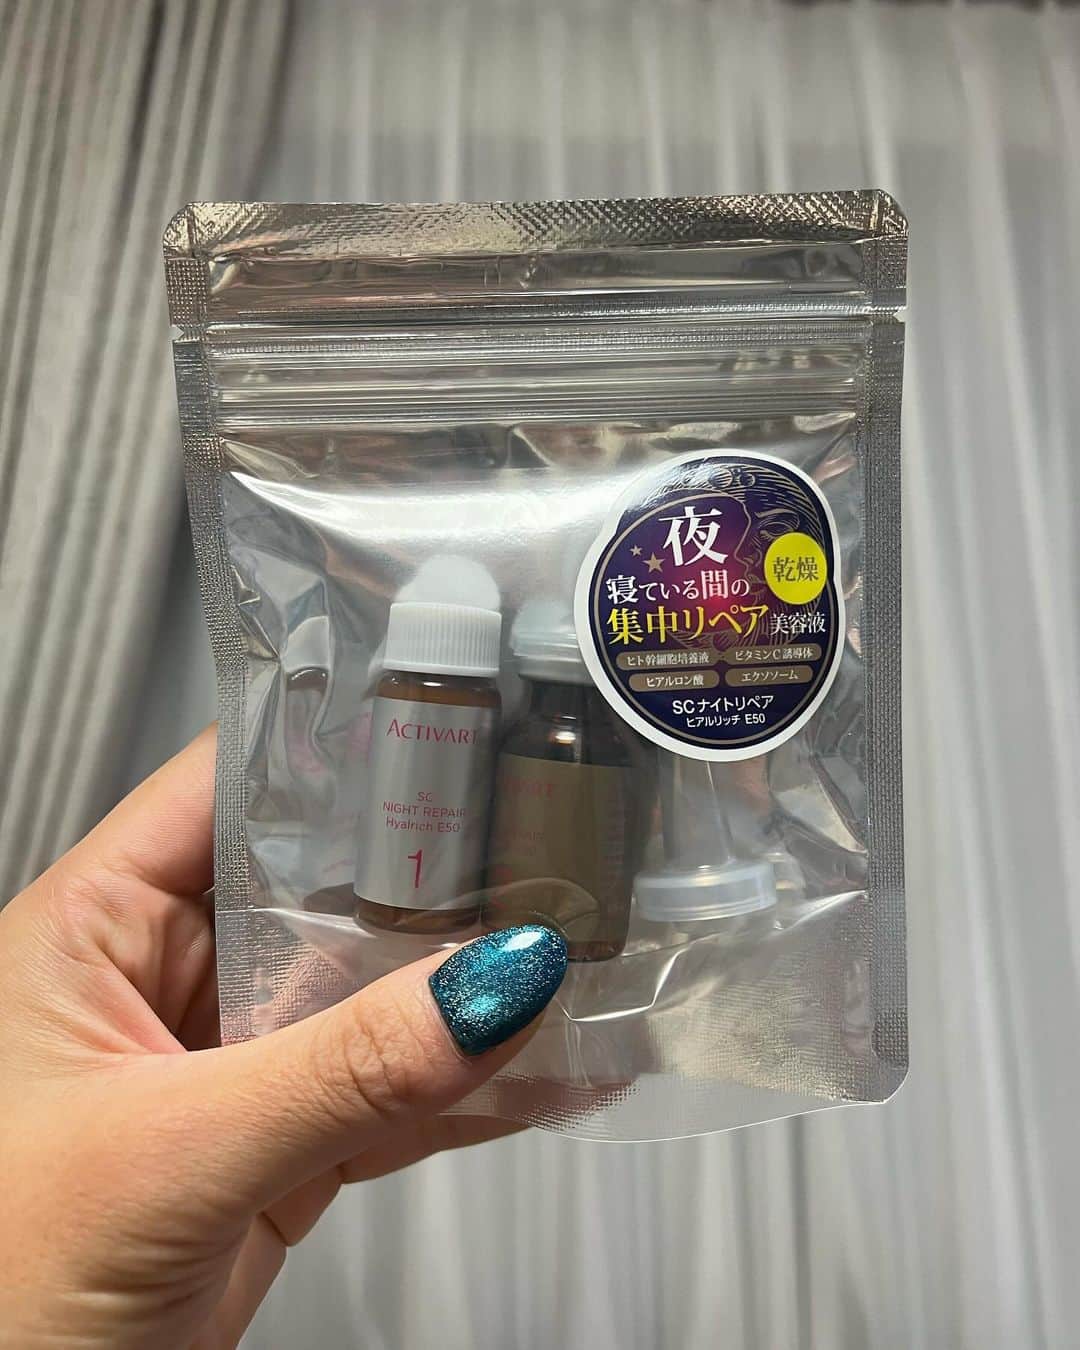 夜
乾燥
寝ている間の
集中リペア 美容液
ヒト幹細胞培養液 ビタミンC誘導体
ヒアルロン酸 エクソソーム
SCナイトリペア
ヒアルリッチ E50
ACTIVART
SC
NIGHT REPAIR
Hyalrich E50
1